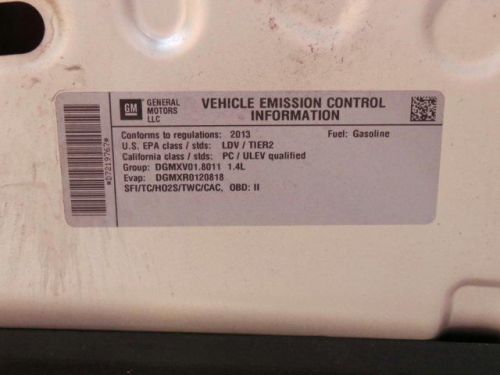 GM
GENERAL
MOTORS
LLC
VEHICLE EMISSION CONTROL
INFORMATION
Conforms to regulations: 2013 Fuel: Gasoline
U.S. EPA class / stds: LDV / TIER2
California class / stds: PC / ULEV qualified
Group: DGMXV01.8011 1.4L
Evap: DGMXR0120818
SFI/TC/HO2S/TWC/CAC, OBD: II
*D7219767*